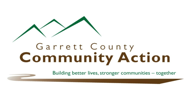 Garrett County
Community Action
Building better lives, stronger communities – together